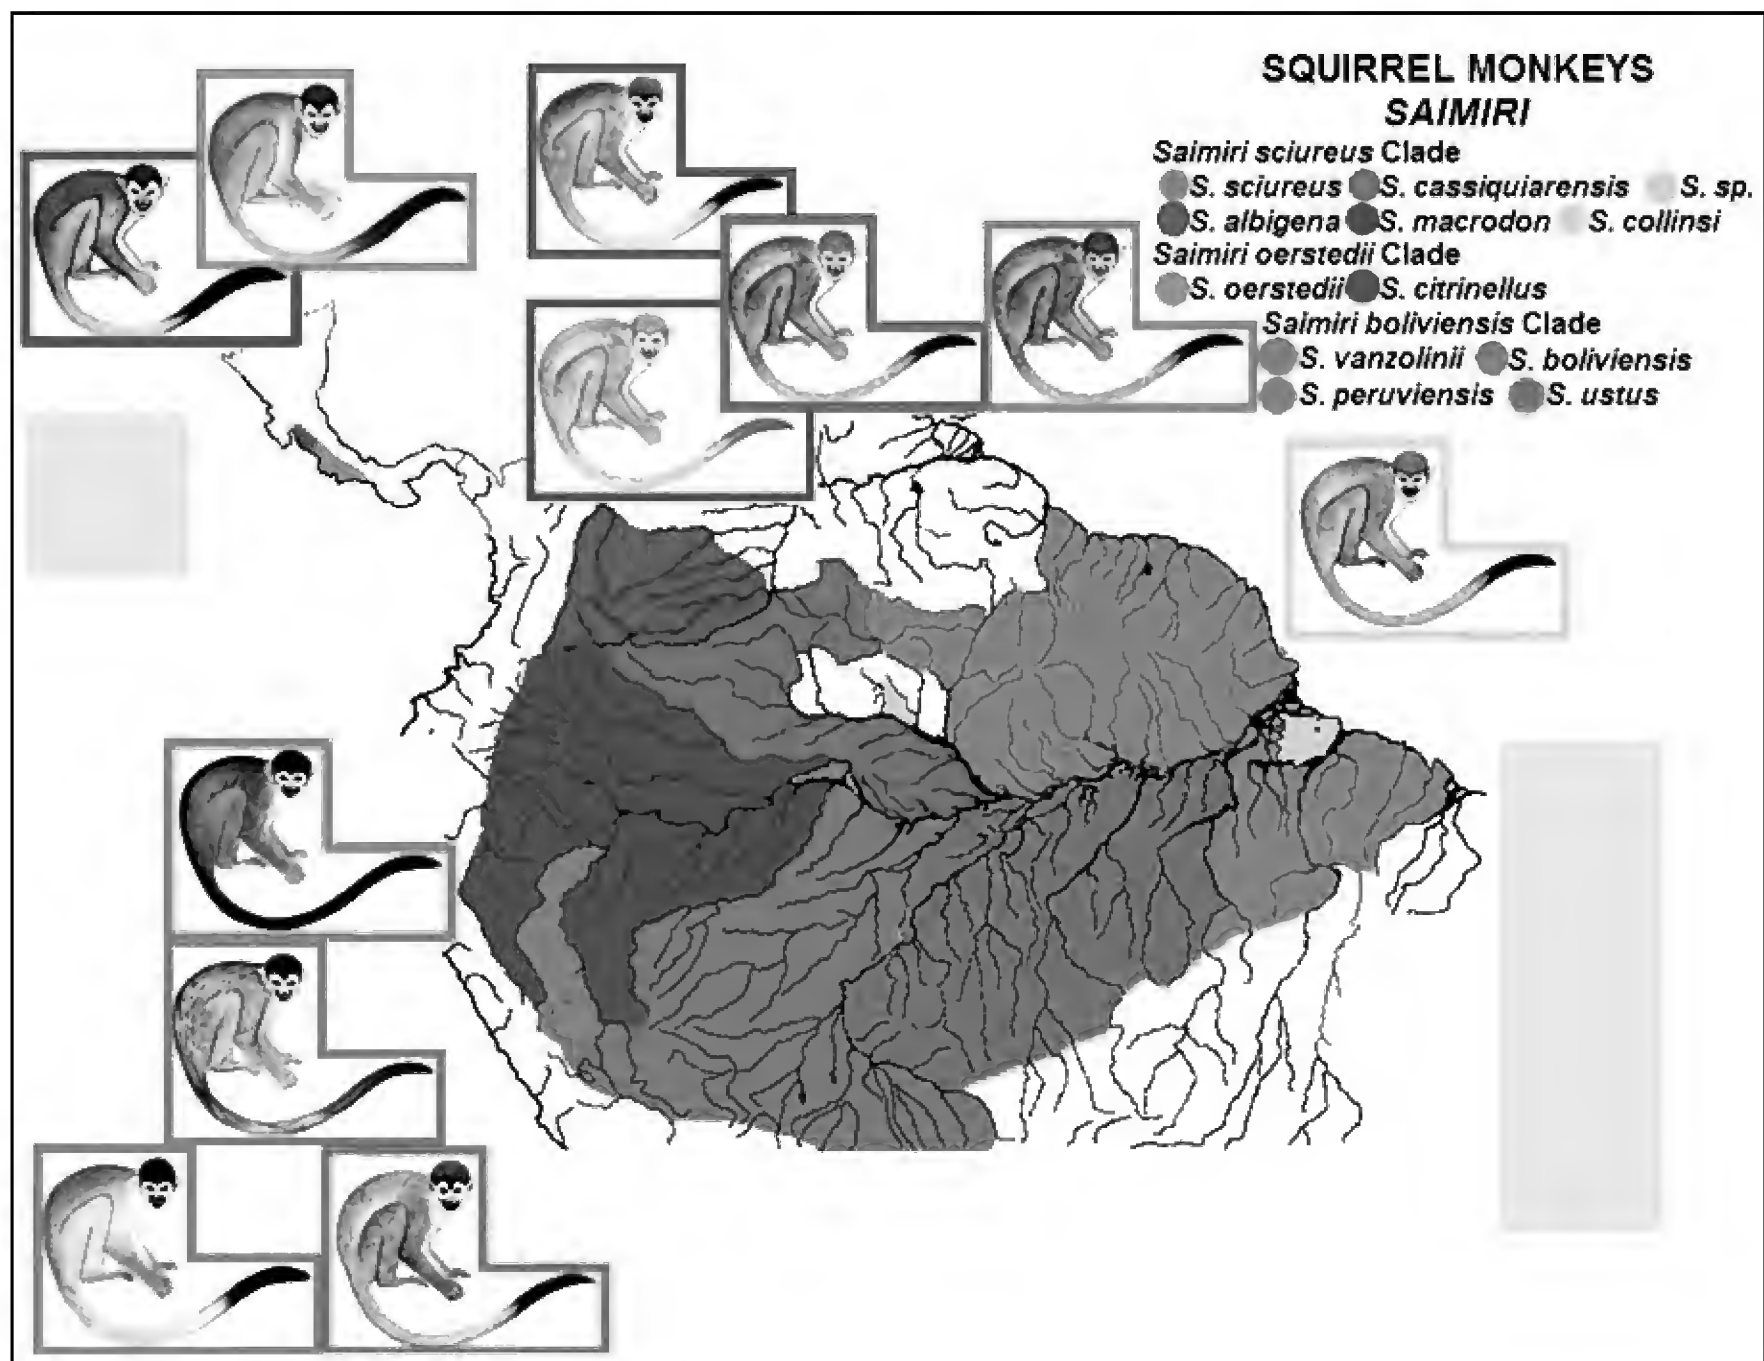 SQUIRREL MONKEYS
SAIMIRI
Saimiri sciureus Clade
S. sciureus S. cassiquiarensis S. sp.
S. albigena S. macrodon S. collinsi
Saimiri oerstedii Clade
S. oerstedii S. citrinellus
Saimiri boliviensis Clade
S. vanzolinii S. boliviensis
S. peruviensis S. ustus